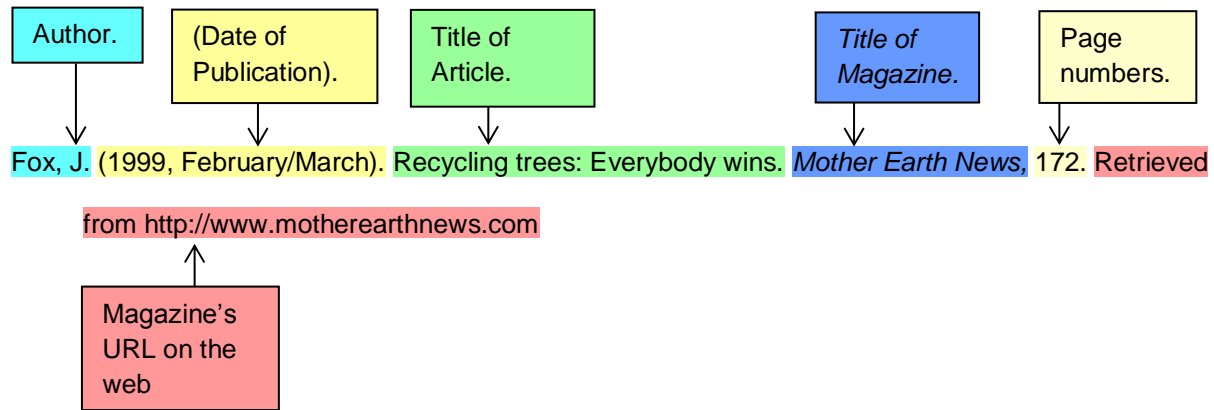 Author.
(Date of
Publication).
Title of
Article.
Title of
Magazine.
Page
numbers.
Fox, J. (1999, February/March). Recycling trees: Everybody wins. Mother Earth News, 172. Retrieved
from http://www.motherearthnews.com
Magazine’s
URL on the
web